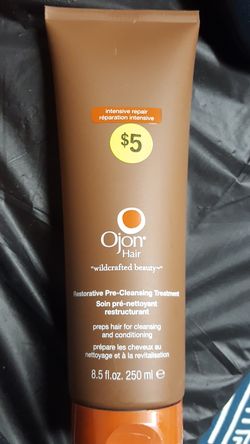 intensive repair
réparation intensive
$5
Ojon®
Hair
~wildcrafted beauty~
Restorative Pre-Cleansing Treatment
Soin pré-nettoyant
restructurant
preps hair for cleansing
and conditioning
prépare les cheveux au
nettoyage et à la revitalisation
8.5 fl.oz. 250 ml e